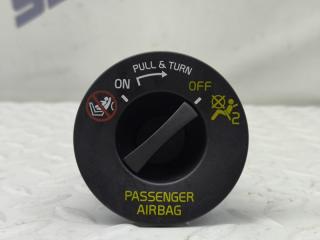 PULL & TURN
ON OFF
2
PASSENGER
AIRBAG